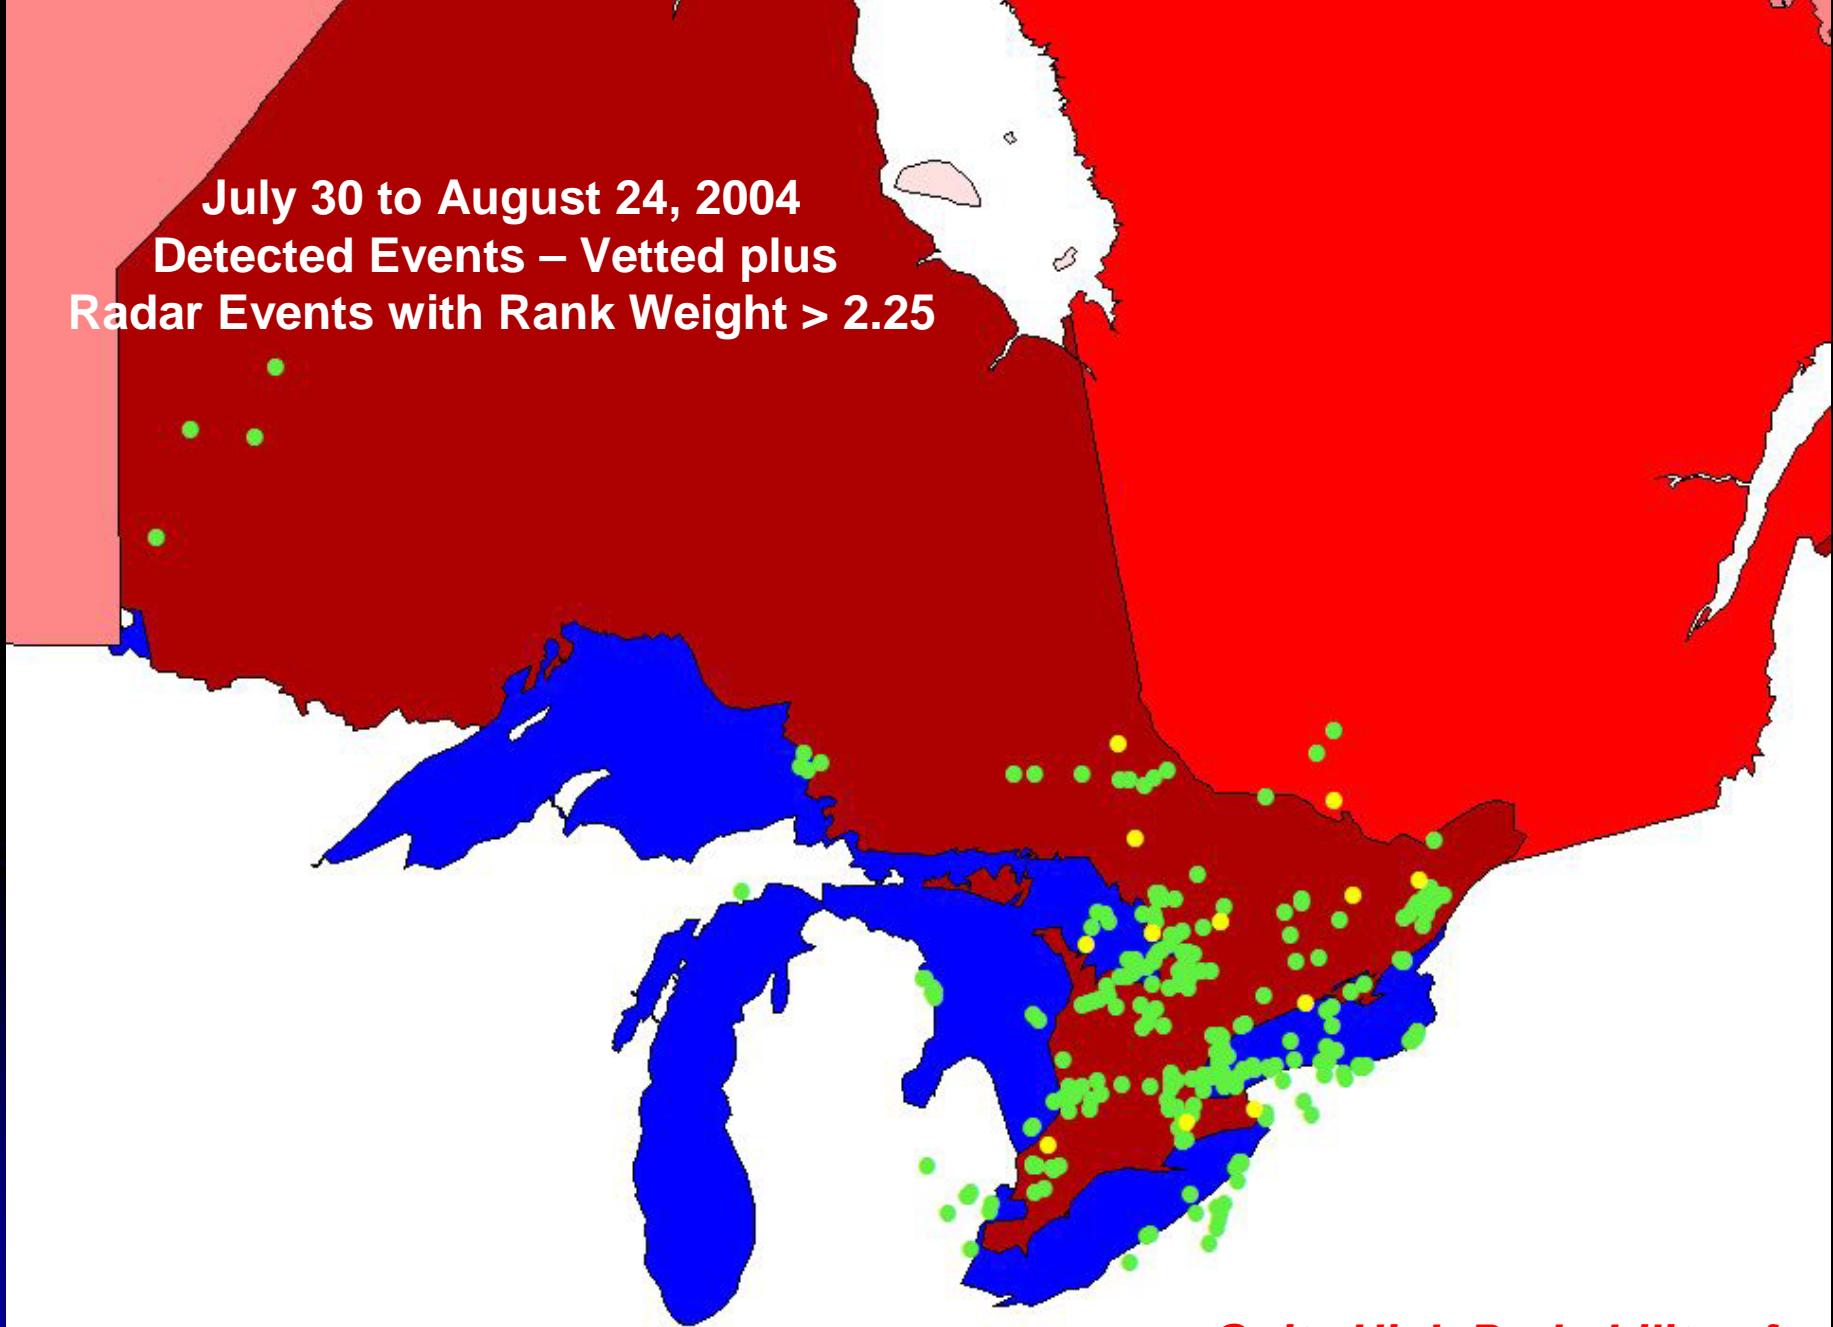 July 30 to August 24, 2004
Detected Events – Vetted plus
Radar Events with Rank Weight > 2.25